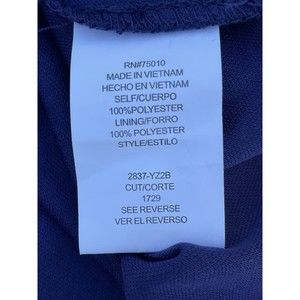 RN#75010
MADE IN VIETNAM
HECHO EN VIETNAM
SELF/CUERPO
100%POLYESTER
LINING/FORRO
100% POLYESTER
STYLE/ESTILO
2837-YZ2B
CUT/CORTE
1729
SEE REVERSE
VER EL REVERSO